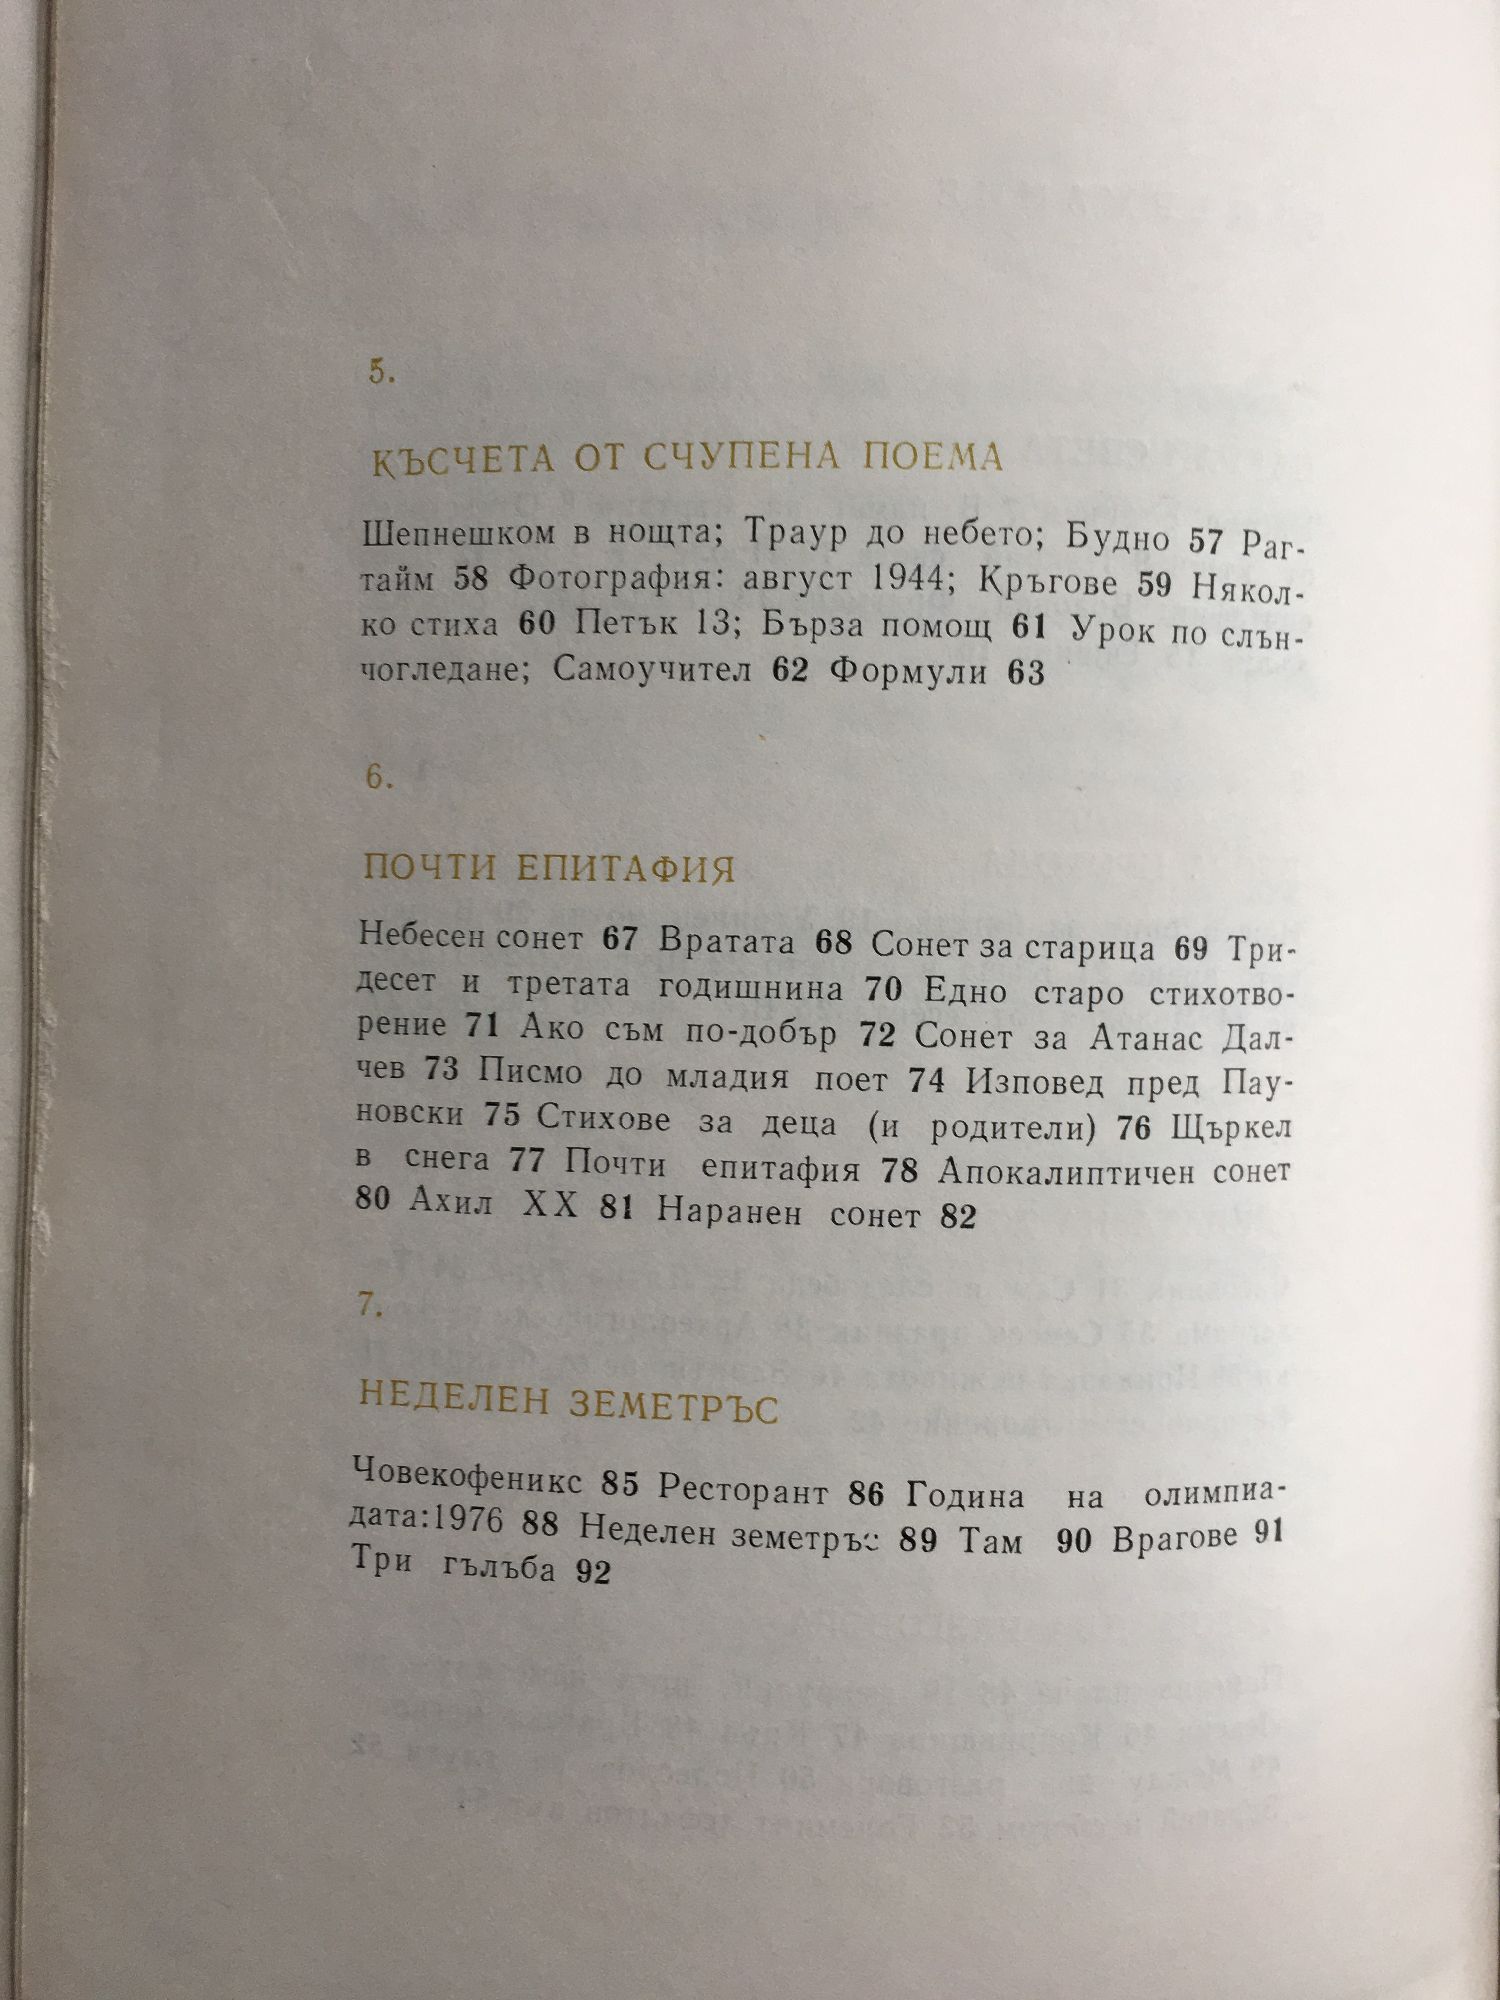 5.
КЪСЧЕТА ОТ СЧУПЕНА ПОЕМА
Шепнешком в нощта; Траур до небето; Будно 57 Раг-
тайм 58 Фотография: август 1944; Кръгове 59 Някол-
ко стиха 60 Петък 13; Бърза помощ 61 Урок по слън-
чогледане; Самоучител 62 Формули 63
6.
ПОЧТИ ЕПИТАФИЯ
Небесен сонет 67 Вратата 68 Сонет за старица 69 Три-
десет и третата годишнина 70 Едно старо стихотво-
рение 71 Ако съм по-добър 72 Сонет за Атанас Дал-
чев 73 Писмо до младия поет 74 Изповед пред Пау-
новски 75 Стихове за деца (и родители) 76 Щъркел
в снега 77 Почти епитафия 78 Апокалиптичен сонет
80 Ахил XX 81 Наранен сонет 82
7.
НЕДЕЛЕН ЗЕМЕТРЪС
Човекофеникс 85 Ресторант 86 Година на олимпиа-
дата:1976 88 Неделен земетръс 89 Там 90 Врагове 91
Три гълъба 92